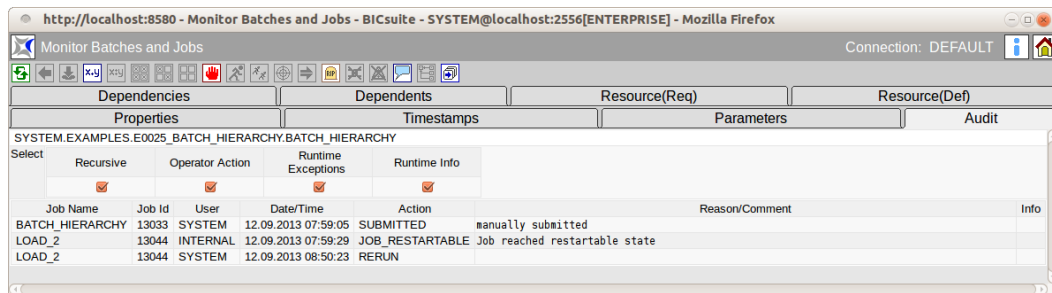 http://localhost:8580 - Monitor Batches and Jobs - BICsuite - SYSTEM@localhost:2556[ENTERPRISE] - Mozilla Firefox
Monitor Batches and Jobs Connection: DEFAULT
x,y x:y RIP
Dependencies Dependents Resource(Req) Resource(Def)
Properties Timestamps Parameters Audit
SYSTEM.EXAMPLES.E0025_BATCH_HIERARCHY.BATCH_HIERARCHY
Select Recursive Operator Action Runtime Exceptions Runtime Info
Job Name Job Id User Date/Time Action Reason/Comment Info
BATCH_HIERARCHY 13033 SYSTEM 12.09.2013 07:59:05 SUBMITTED manually submitted
LOAD_2 13044 INTERNAL 12.09.2013 07:59:29 JOB_RESTARTABLE Job reached restartable state
LOAD_2 13044 SYSTEM 12.09.2013 08:50:23 RERUN